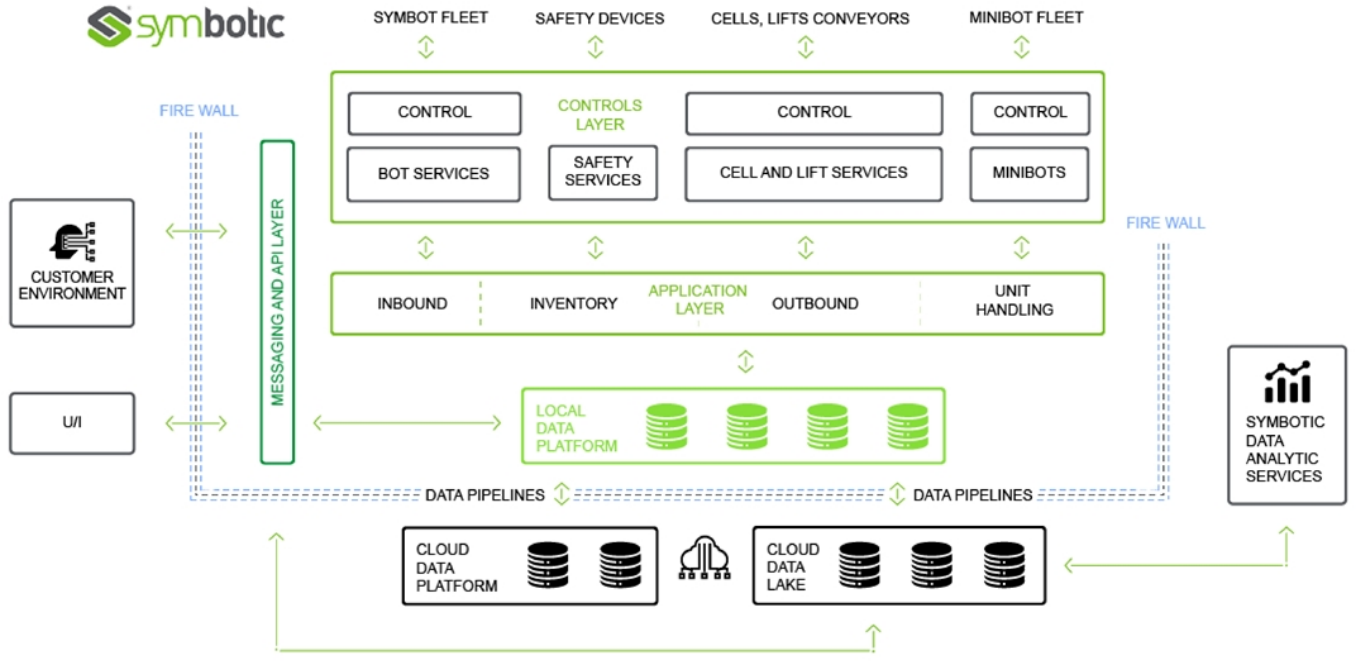 symbotic
SYMBOT FLEET
SAFETY DEVICES
CELLS, LIFTS CONVEYORS
MINIBOT FLEET
FIRE WALL
CONTROL
CONTROLS
LAYER
CONTROL
CONTROL
BOT SERVICES
SAFETY
SERVICES
CELL AND LIFT SERVICES
MINIBOTS
MESSAGING AND API LAYER
FIRE WALL
CUSTOMER
ENVIRONMENT
INBOUND
INVENTORY
APPLICATION
LAYER
OUTBOUND
UNIT
HANDLING
U/I
LOCAL
DATA
PLATFORM
SYMBOTIC
DATA
ANALYTIC
SERVICES
DATA PIPELINES
DATA PIPELINES
CLOUD
DATA
PLATFORM
CLOUD
DATA
LAKE